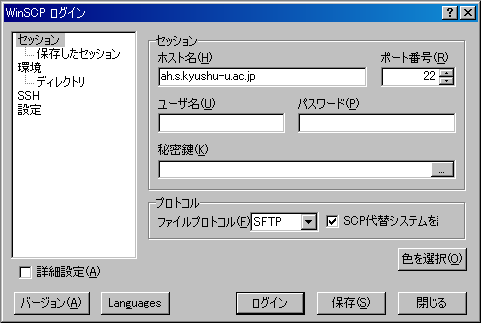 WinSCP ログイン
セッション
保存したセッション
環境
ディレクトリ
SSH
設定
セッション
ホスト名(H)
ポート番号(R)
ah.s.kyushu-u.ac.jp
22
ユーザ名(U)
パスワード(P)
秘密鍵(K)
...
プロトコル
ファイルプロトコル(F)
SFTP
SCP代替システムを
色を選択(O)
詳細設定(A)
バージョン(A)
Languages
ログイン
保存(S)
閉じる